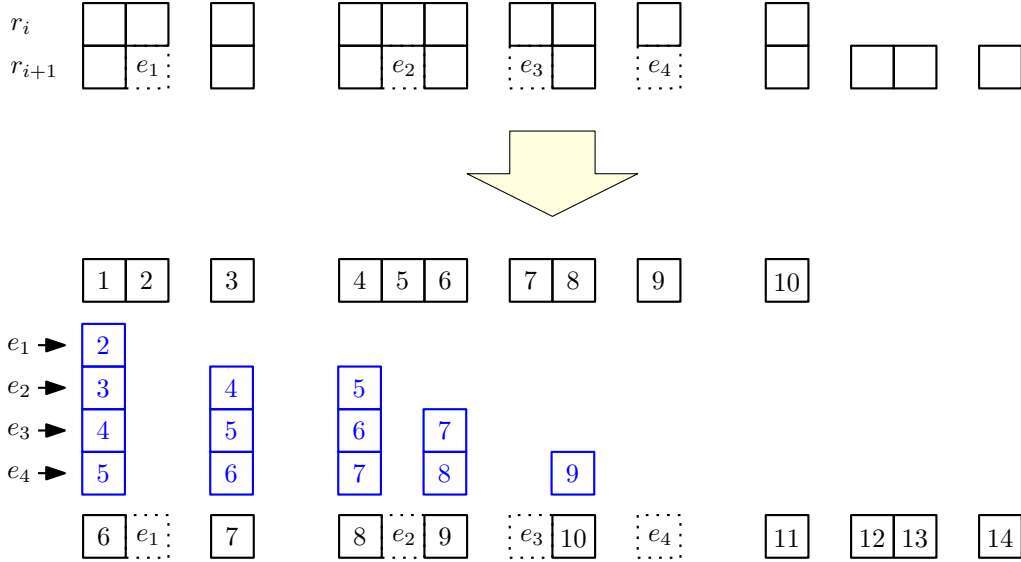 r_i
r_{i+1} e_1 e_2 e_3 e_4
1 2 3 4 5 6 7 8 9 10
e_1 2
e_2 3 4 5
e_3 4 5 6 7
e_4 5 6 7 8 9
6 e_1 7 8 e_2 9 e_3 10 e_4 11 12 13 14